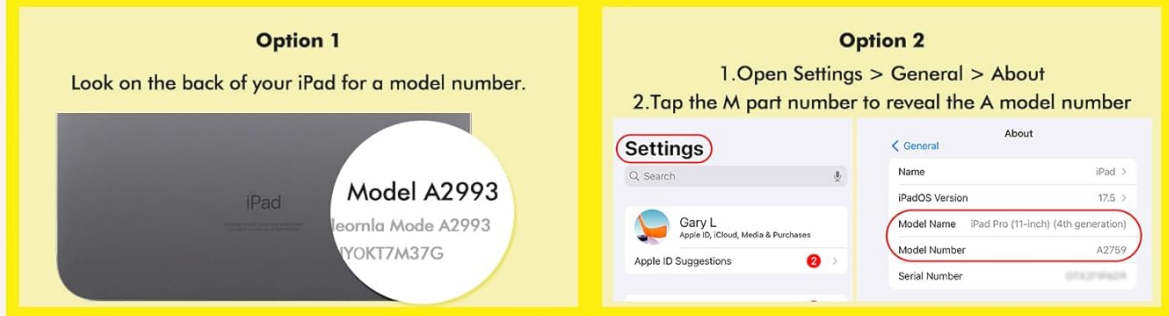 Option 1
Look on the back of your iPad for a model number.
iPad
Model A2993
leornla Mode A2993
IYOKT7M37G
Option 2
1.Open Settings > General > About
2.Tap the M part number to reveal the A model number
Settings
Search
Gary L
Apple ID, iCloud, Media & Purchases
Apple ID Suggestions 2
About
General
Name iPad
iPadOS Version 17.5
Model Name iPad Pro (11-inch) (4th generation)
Model Number A2759
Serial Number